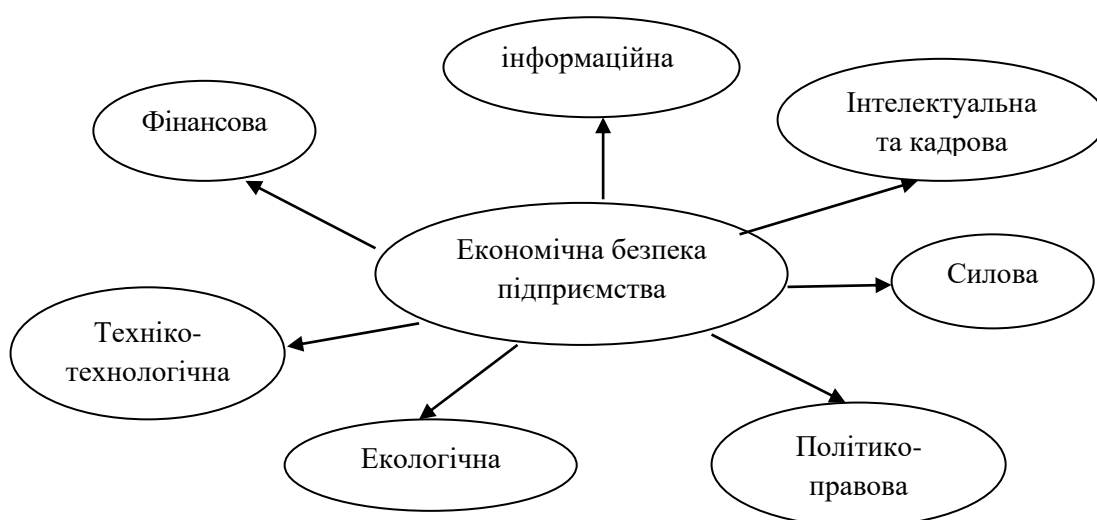 інформаційна
Фінансова
Інтелектуальна
та кадрова
Економічна безпека
підприємства
Силова
Техніко-
технологічна
Екологічна
Політико-
правова